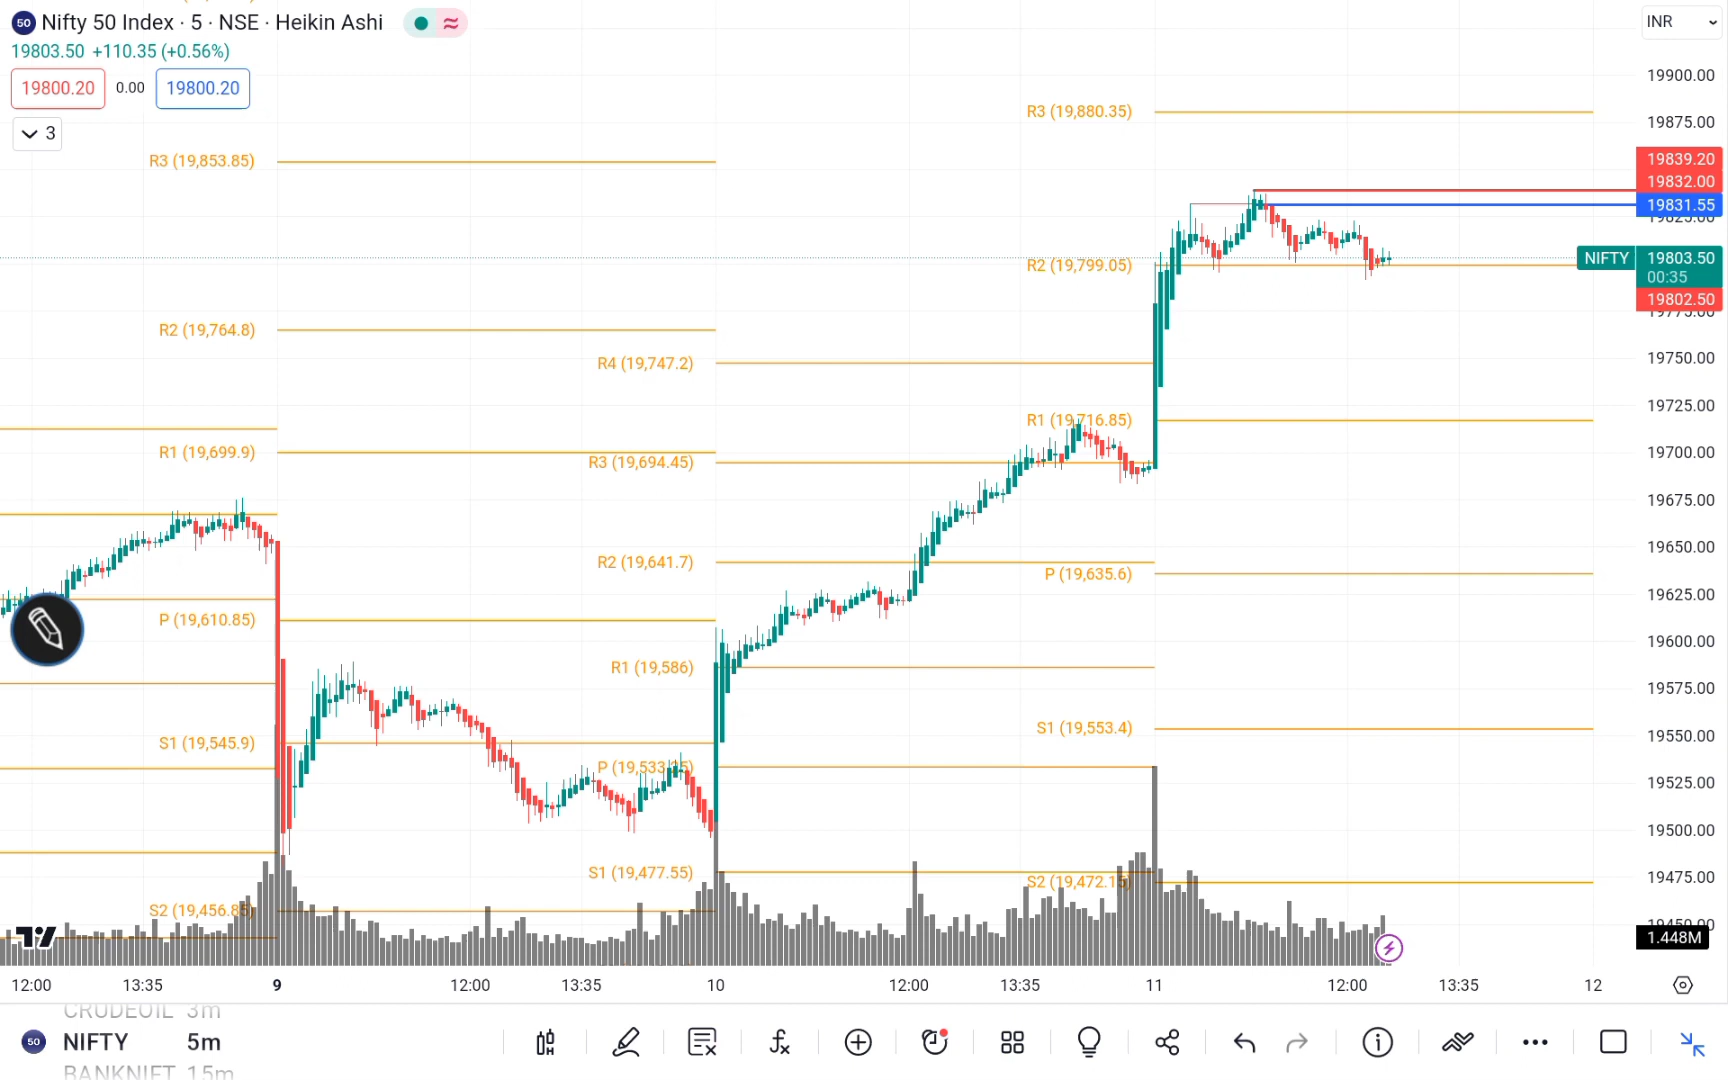 50 Nifty 50 Index · 5 · NSE · Heikin Ashi
19803.50 +110.35 (+0.56%)
19800.20 0.00 19800.20
3
INR
19900.00
19875.00
19839.20
19832.00
19831.55
19825.00
NIFTY 19803.50
00:35
19802.50
19775.00
19750.00
19725.00
19700.00
19675.00
19650.00
19625.00
19600.00
19575.00
19550.00
19525.00
19500.00
19475.00
19450.00
1.448M
R3 (19,853.85)
R2 (19,764.8)
R1 (19,699.9)
P (19,610.85)
S1 (19,545.9)
S2 (19,456.85)
R4 (19,747.2)
R3 (19,694.45)
R2 (19,641.7)
R1 (19,586)
P (19,533.25)
S1 (19,477.55)
R3 (19,880.35)
R2 (19,799.05)
R1 (19,716.85)
P (19,635.6)
S1 (19,553.4)
S2 (19,472.15)
12:00 13:35 9 12:00 13:35 10 12:00 13:35 11 12:00 13:35 12
CRUDEOIL 3m
50 NIFTY 5m
BANKNIFT 15m